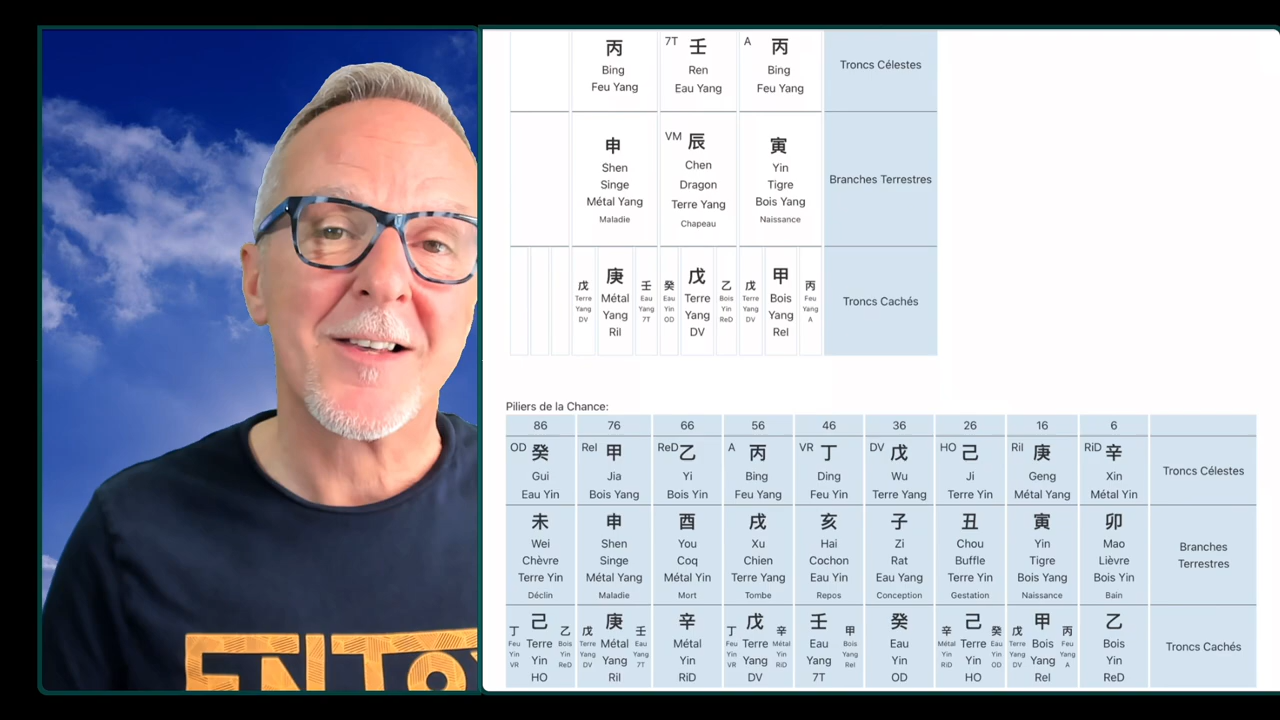 丙 7T 壬 A 丙
Bing Ren Bing Troncs Célestes
Feu Yang Eau Yang Feu Yang
申 VM 辰 寅
Shen Chen Yin
Singe Dragon Tigre Branches Terrestres
Métal Yang Terre Yang Bois Yang
Maladie Chapeau Naissance
戊 庚 壬 癸 戊 乙 戊 甲 丙
Terre Métal Eau Eau Terre Bois Terre Bois Feu Troncs Cachés
Yang Yang Yang Yin Yang Yin Yang Yang Yang
DV Ril 7T OD DV ReD DV Rel A
Piliers de la Chance:
86 76 66 56 46 36 26 16 6
OD 癸 Rel 甲 ReD 乙 A 丙 VR 丁 DV 戊 HO 己 Ril 庚 RiD 辛
Gui Jia Yi Bing Ding Wu Ji Geng Xin Troncs Célestes
Eau Yin Bois Yang Bois Yin Feu Yang Feu Yin Terre Yang Terre Yin Métal Yang Métal Yin
未 申 酉 戌 亥 子 丑 寅 卯
Wei Shen You Xu Hai Zi Chou Yin Mao Branches
Chèvre Singe Coq Chien Cochon Rat Buffle Tigre Lièvre Terrestres
Terre Yin Métal Yang Métal Yin Terre Yang Eau Yin Eau Yang Terre Yin Bois Yang Bois Yin
Déclin Maladie Mort Tombe Repos Conception Gestation Naissance Bain
丁 己 乙 戊 庚 壬 辛 丁 戊 辛 壬 甲 癸 辛 己 癸 戊 甲 丙 乙
Feu Terre Bois Terre Métal Eau Métal Feu Terre Métal Eau Bois Eau Métal Terre Eau Terre Bois Feu Bois Troncs Cachés
Yin Yin Yin Yang Yang Yang Yin Yin Yang Yin Yang Yang Yin Yin Yin Yin Yang Yang Yang Yin
VR HO ReD DV Ril 7T RiD VR DV RiD 7T Rel OD RiD HO OD DV Rel A ReD